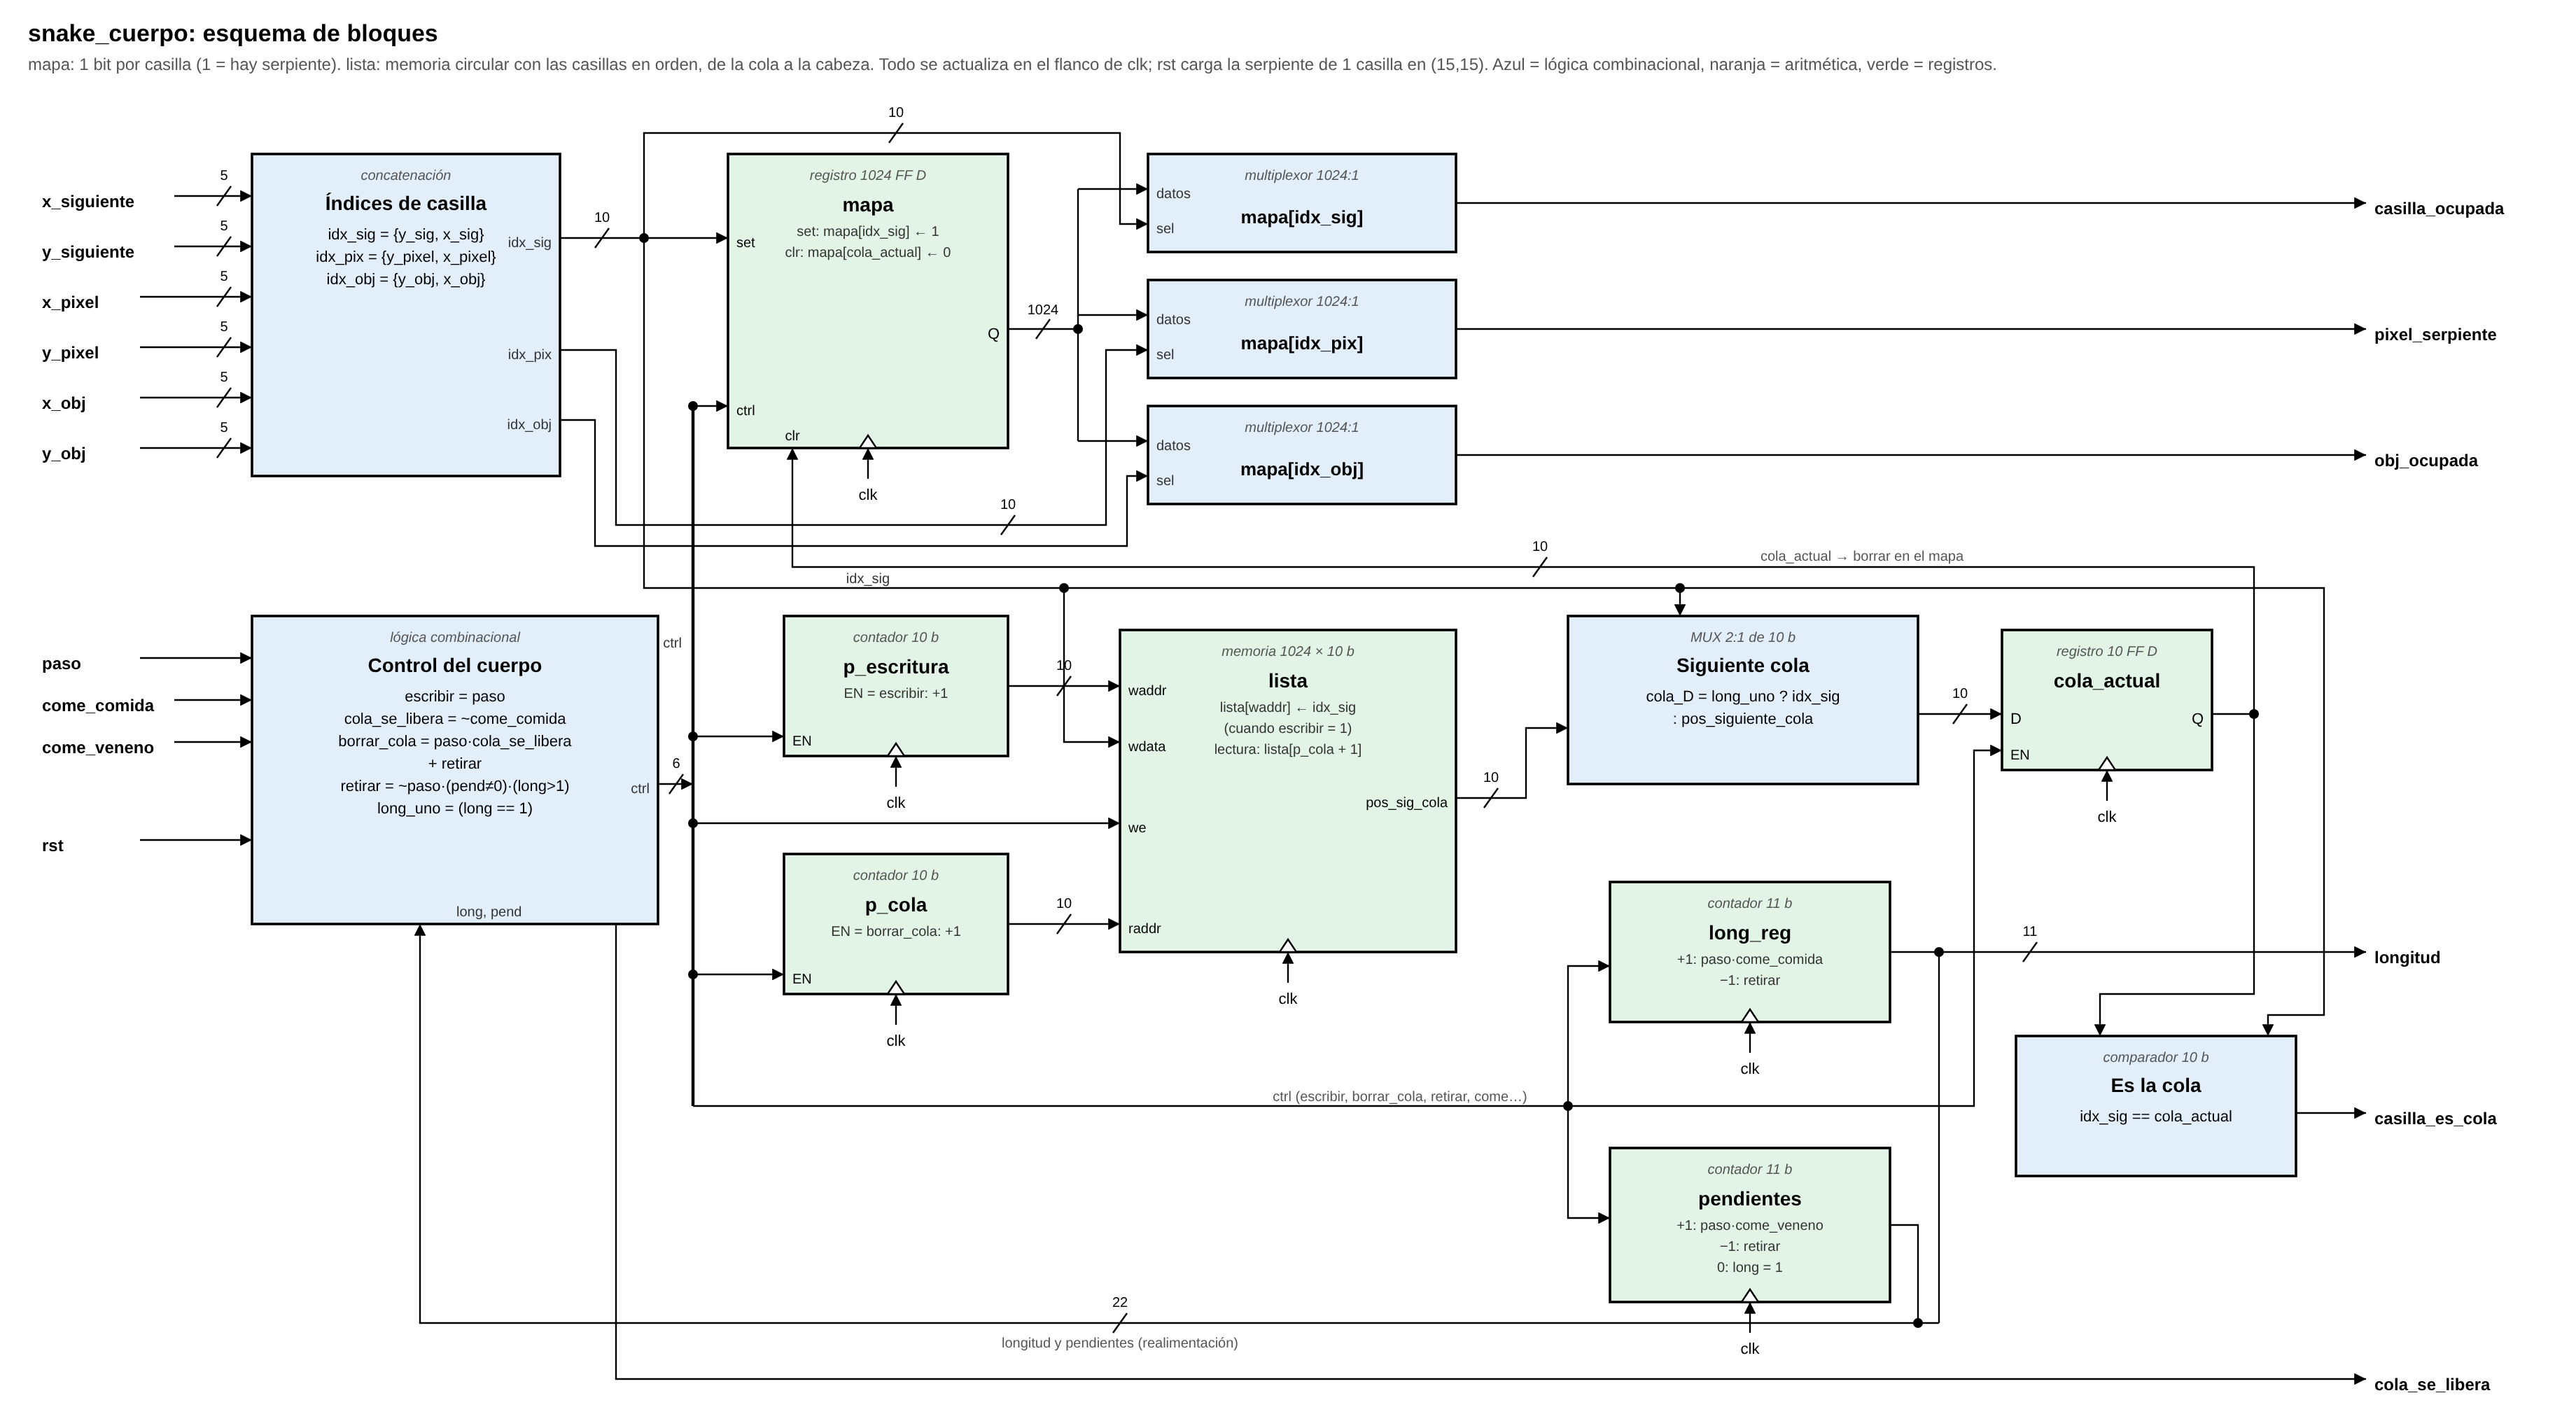 snake_cuerpo: esquema de bloques
mapa: 1 bit por casilla (1 = hay serpiente). lista: memoria circular con las casillas en orden, de la cola a la cabeza. Todo se actualiza en el flanco de clk; rst carga la serpiente de 1 casilla en (15,15). Azul = lógica combinacional, naranja = aritmética, verde = registros.
x_siguiente
5
y_siguiente
5
x_pixel
5
y_pixel
5
x_obj
5
y_obj
5
concatenación
Índices de casilla
idx_sig = {y_sig, x_sig}
idx_pix = {y_pixel, x_pixel}
idx_obj = {y_obj, x_obj}
idx_sig
idx_pix
idx_obj
10
10
registro 1024 FF D
mapa
set: mapa[idx_sig] ← 1
clr: mapa[cola_actual] ← 0
set
Q
ctrl
clr
clk
1024
10
multiplexor 1024:1
datos
mapa[idx_sig]
sel
casilla_ocupada
multiplexor 1024:1
datos
mapa[idx_pix]
sel
pixel_serpiente
multiplexor 1024:1
datos
mapa[idx_obj]
sel
obj_ocupada
10
cola_actual → borrar en el mapa
idx_sig
paso
come_comida
come_veneno
rst
lógica combinacional
Control del cuerpo
escribir = paso
cola_se_libera = ~come_comida
borrar_cola = paso·cola_se_libera
+ retirar
retirar = ~paso·(pend≠0)·(long>1)
long_uno = (long == 1)
ctrl
long, pend
ctrl
6
contador 10 b
p_escritura
EN = escribir: +1
EN
clk
10
contador 10 b
p_cola
EN = borrar_cola: +1
EN
clk
10
memoria 1024 × 10 b
lista
lista[waddr] ← idx_sig
(cuando escribir = 1)
lectura: lista[p_cola + 1]
waddr
wdata
pos_sig_cola
we
raddr
clk
10
MUX 2:1 de 10 b
Siguiente cola
cola_D = long_uno ? idx_sig
: pos_siguiente_cola
10
registro 10 FF D
cola_actual
D
Q
EN
clk
contador 11 b
long_reg
+1: paso·come_comida
−1: retirar
clk
11
longitud
ctrl (escribir, borrar_cola, retirar, come…)
comparador 10 b
Es la cola
idx_sig == cola_actual
casilla_es_cola
contador 11 b
pendientes
+1: paso·come_veneno
−1: retirar
0: long = 1
clk
22
longitud y pendientes (realimentación)
cola_se_libera